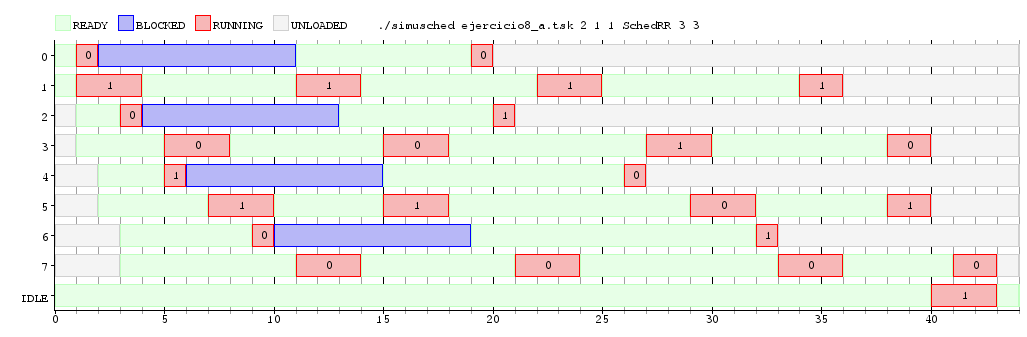 READY BLOCKED RUNNING UNLOADED ./simusched ejercicio8_a.tsk 2 1 1 SchedRR 3 3
0 0 0
1 1 1 1 1
2 0 1
3 0 0 1 0
4 1 0
5 1 1 0 1
6 0 1
7 0 0 0 0
IDLE 1
0 5 10 15 20 25 30 35 40